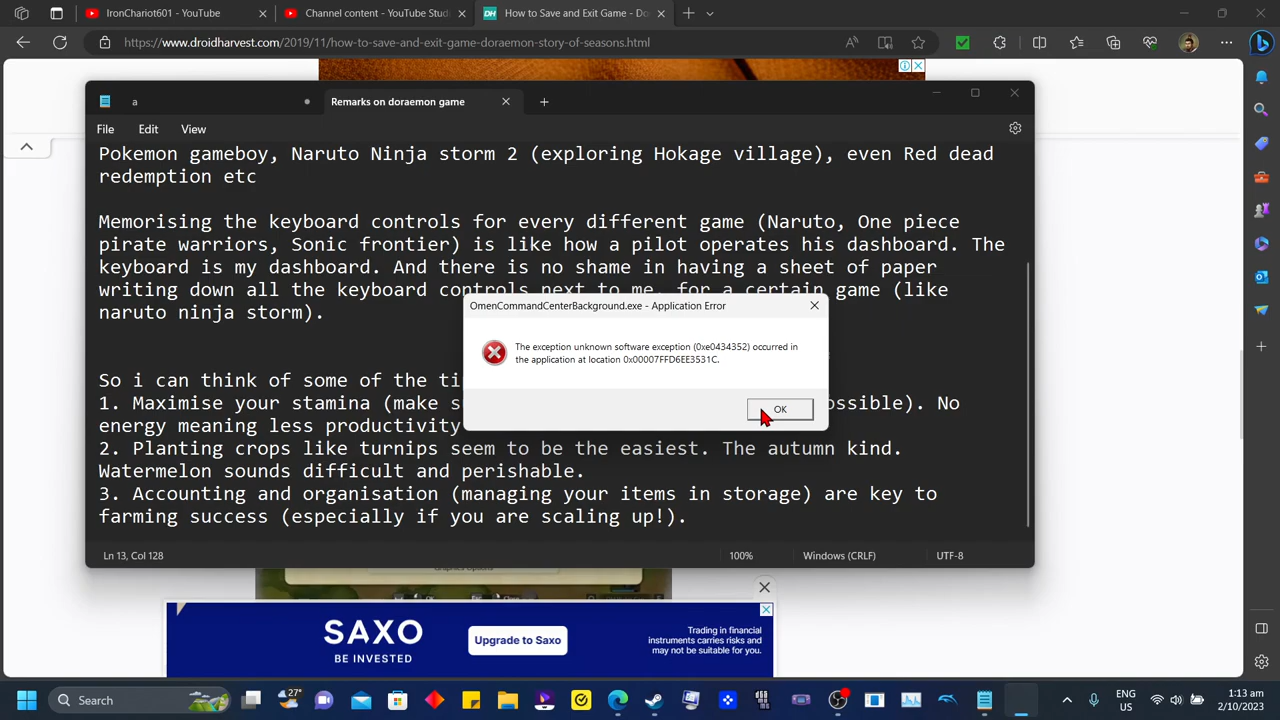 IronChariot601 - YouTube
Channel content - YouTube Stud
How to Save and Exit Game - Do
https://www.droidharvest.com/2019/11/how-to-save-and-exit-game-doraemon-story-of-seasons.html
a
Remarks on doraemon game
File Edit View
Pokemon gameboy, Naruto Ninja storm 2 (exploring Hokage village), even Red dead
redemption etc
Memorising the keyboard controls for every different game (Naruto, One piece
pirate warriors, Sonic frontier) is like how a pilot operates his dashboard. The
keyboard is my dashboard. And there is no shame in having a sheet of paper
writing down all the keyboard controls next to me, for a certain game (like
naruto ninja storm).
OmenCommandCenterBackground.exe - Application Error
The exception unknown software exception (0xe0434352) occurred in
the application at location 0x00007FFD6EE3531C.
OK
So i can think of some of the ti
1. Maximise your stamina (make s ossible). No
energy meaning less productivity
2. Planting crops like turnips seem to be the easiest. The autumn kind.
Watermelon sounds difficult and perishable.
3. Accounting and organisation (managing your items in storage) are key to
farming success (especially if you are scaling up!).
Ln 13, Col 128
100%
Windows (CRLF)
UTF-8
SAXO
BE INVESTED
Upgrade to Saxo
Trading in financial
instruments carries risks and
may not be suitable for you.
Search
27°
ENG
US
1:13 am
2/10/2023